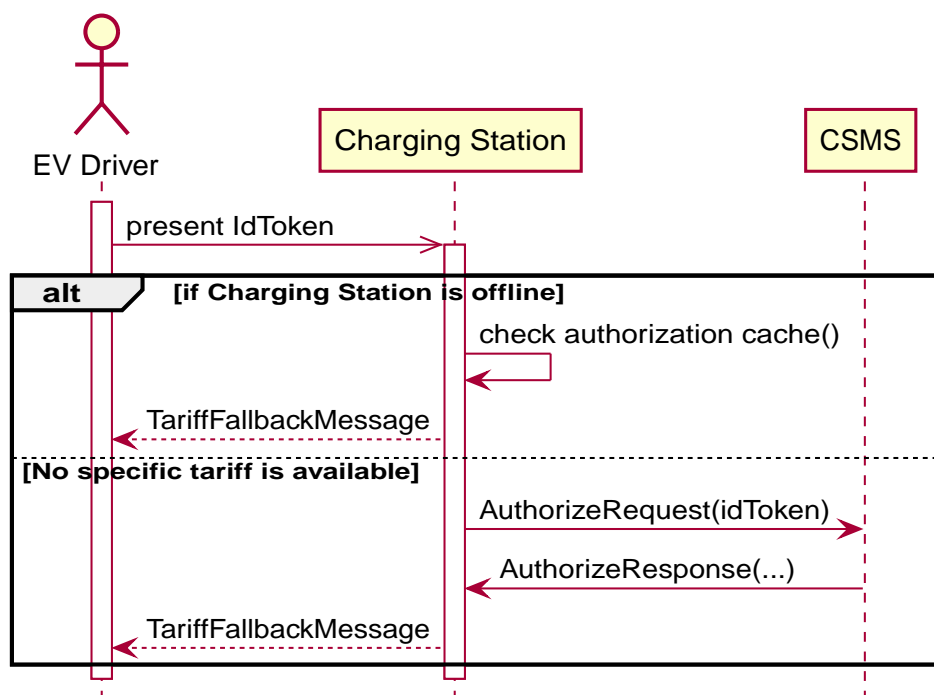 EV Driver
Charging Station
CSMS
present IdToken
alt
[if Charging Station is offline]
check authorization cache()
TariffFallbackMessage
[No specific tariff is available]
AuthorizeRequest(idToken)
AuthorizeResponse(...)
TariffFallbackMessage